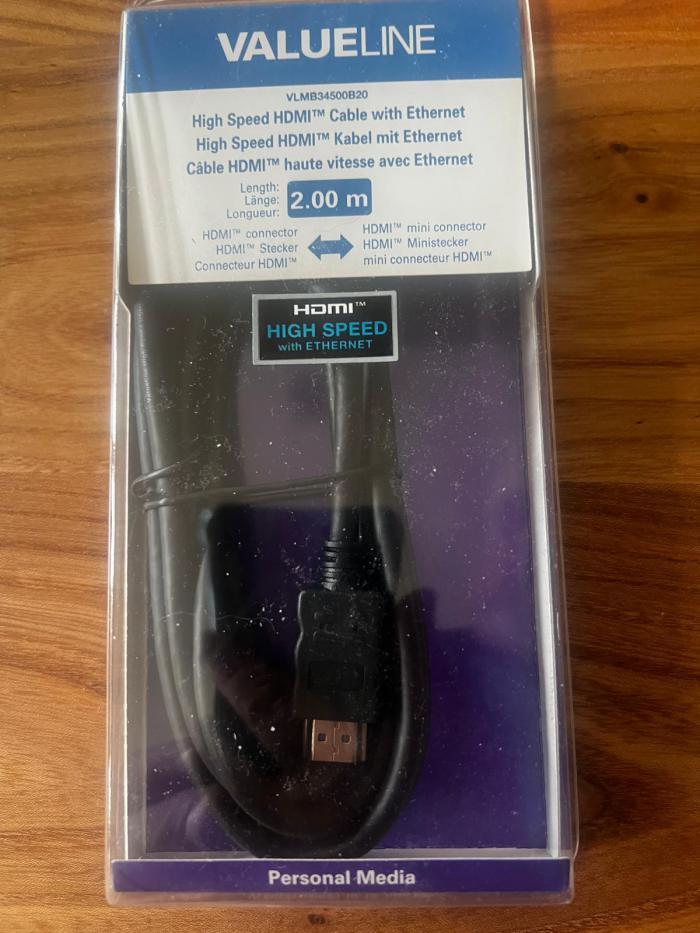 VALUELINE
VLMB34500B20
High Speed HDMI™ Cable with Ethernet
High Speed HDMI™ Kabel mit Ethernet
Câble HDMI™ haute vitesse avec Ethernet
Length:
Länge:
Longueur:
2.00 m
HDMI™ connector
HDMI™ Stecker
Connecteur HDMI™
HDMI™ mini connector
HDMI™ Ministecker
mini connecteur HDMI™
HDMI™
HIGH SPEED
with ETHERNET
Personal Media